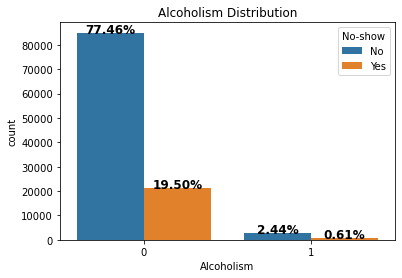 Alcoholism Distribution
No-show
No
Yes
77.46%
19.50%
2.44%
0.61%
count
80000
70000
60000
50000
40000
30000
20000
10000
0
0
1
Alcoholism